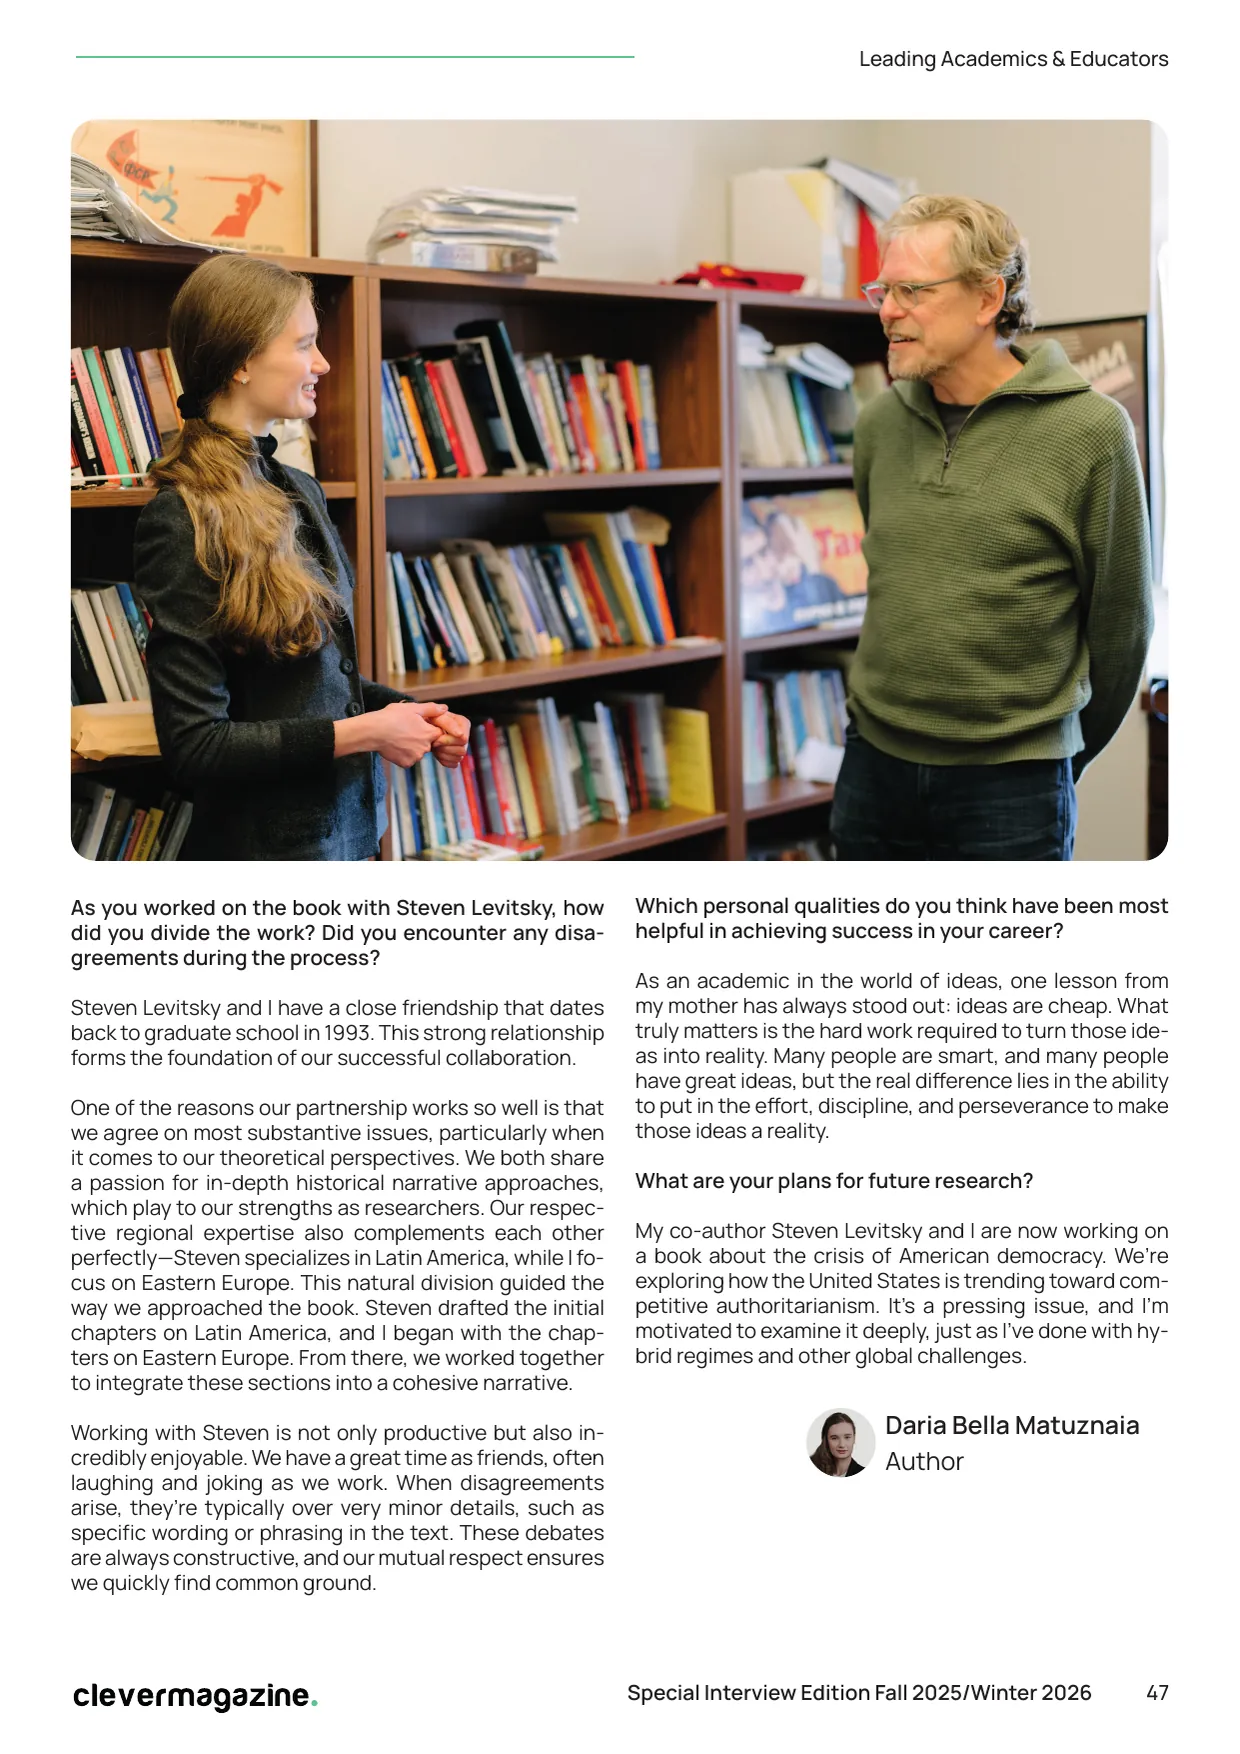 Leading Academics & Educators
ФСР
Tax
As you worked on the book with Steven Levitsky, how
did you divide the work? Did you encounter any disa-
greements during the process?
Steven Levitsky and I have a close friendship that dates
back to graduate school in 1993. This strong relationship
forms the foundation of our successful collaboration.
One of the reasons our partnership works so well is that
we agree on most substantive issues, particularly when
it comes to our theoretical perspectives. We both share
a passion for in-depth historical narrative approaches,
which play to our strengths as researchers. Our respec-
tive regional expertise also complements each other
perfectly—Steven specializes in Latin America, while I fo-
cus on Eastern Europe. This natural division guided the
way we approached the book. Steven drafted the initial
chapters on Latin America, and I began with the chap-
ters on Eastern Europe. From there, we worked together
to integrate these sections into a cohesive narrative.
Working with Steven is not only productive but also in-
credibly enjoyable. We have a great time as friends, often
laughing and joking as we work. When disagreements
arise, they’re typically over very minor details, such as
specific wording or phrasing in the text. These debates
are always constructive, and our mutual respect ensures
we quickly find common ground.
Which personal qualities do you think have been most
helpful in achieving success in your career?
As an academic in the world of ideas, one lesson from
my mother has always stood out: ideas are cheap. What
truly matters is the hard work required to turn those ide-
as into reality. Many people are smart, and many people
have great ideas, but the real difference lies in the ability
to put in the effort, discipline, and perseverance to make
those ideas a reality.
What are your plans for future research?
My co-author Steven Levitsky and I are now working on
a book about the crisis of American democracy. We’re
exploring how the United States is trending toward com-
petitive authoritarianism. It’s a pressing issue, and I’m
motivated to examine it deeply, just as I’ve done with hy-
brid regimes and other global challenges.
Daria Bella Matuznaia
Author
clevermagazine.
Special Interview Edition Fall 2025/Winter 2026
47